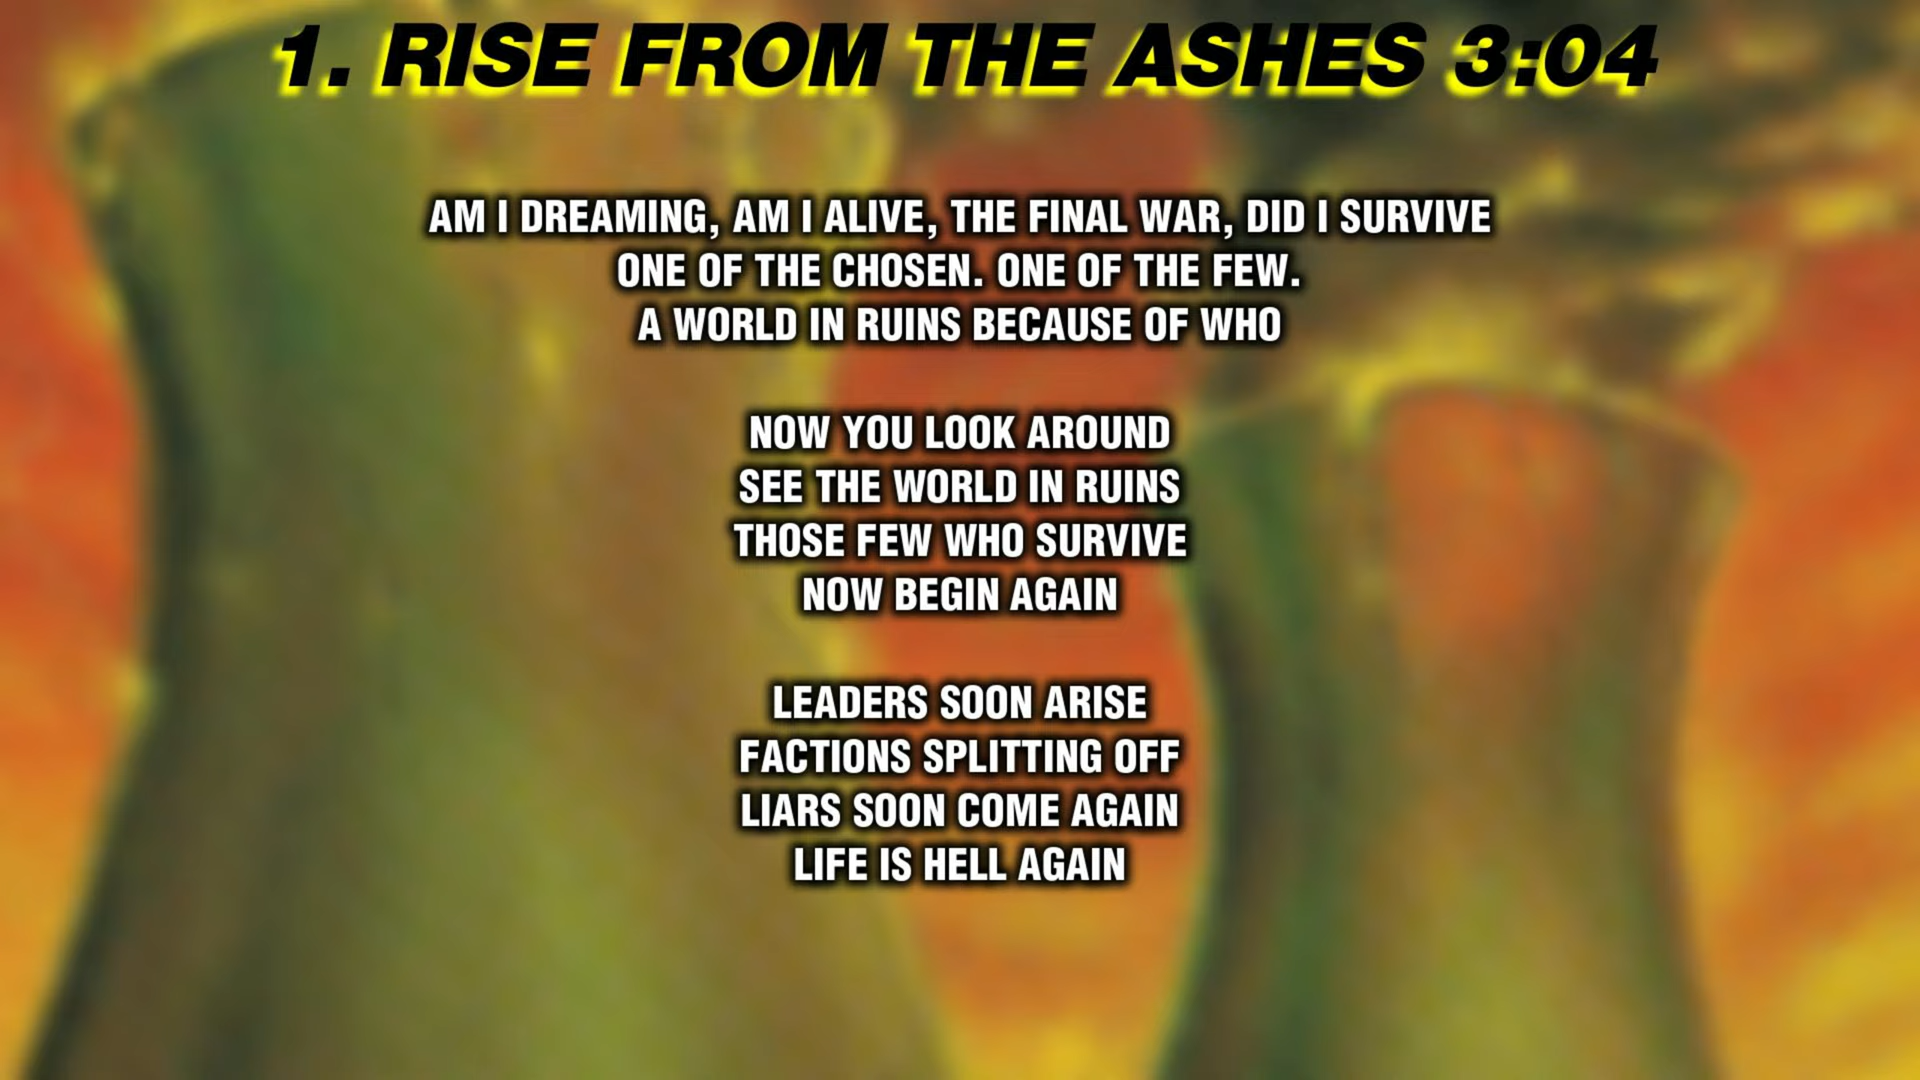 1. RISE FROM THE ASHES 3:04
AM I DREAMING, AM I ALIVE, THE FINAL WAR, DID I SURVIVE
ONE OF THE CHOSEN. ONE OF THE FEW.
A WORLD IN RUINS BECAUSE OF WHO
NOW YOU LOOK AROUND
SEE THE WORLD IN RUINS
THOSE FEW WHO SURVIVE
NOW BEGIN AGAIN
LEADERS SOON ARISE
FACTIONS SPLITTING OFF
LIARS SOON COME AGAIN
LIFE IS HELL AGAIN